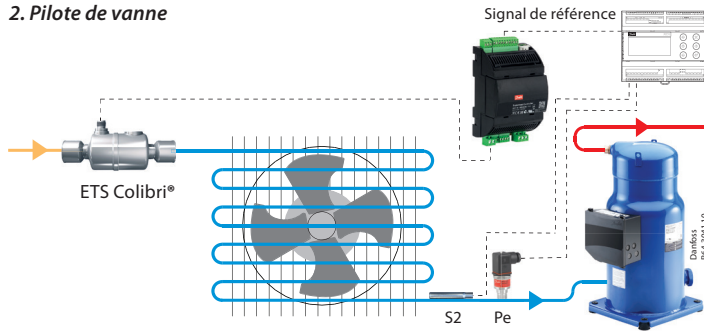 2. Pilote de vanne
Signal de référence
ETS Colibri®
S2
Pe
Danfoss